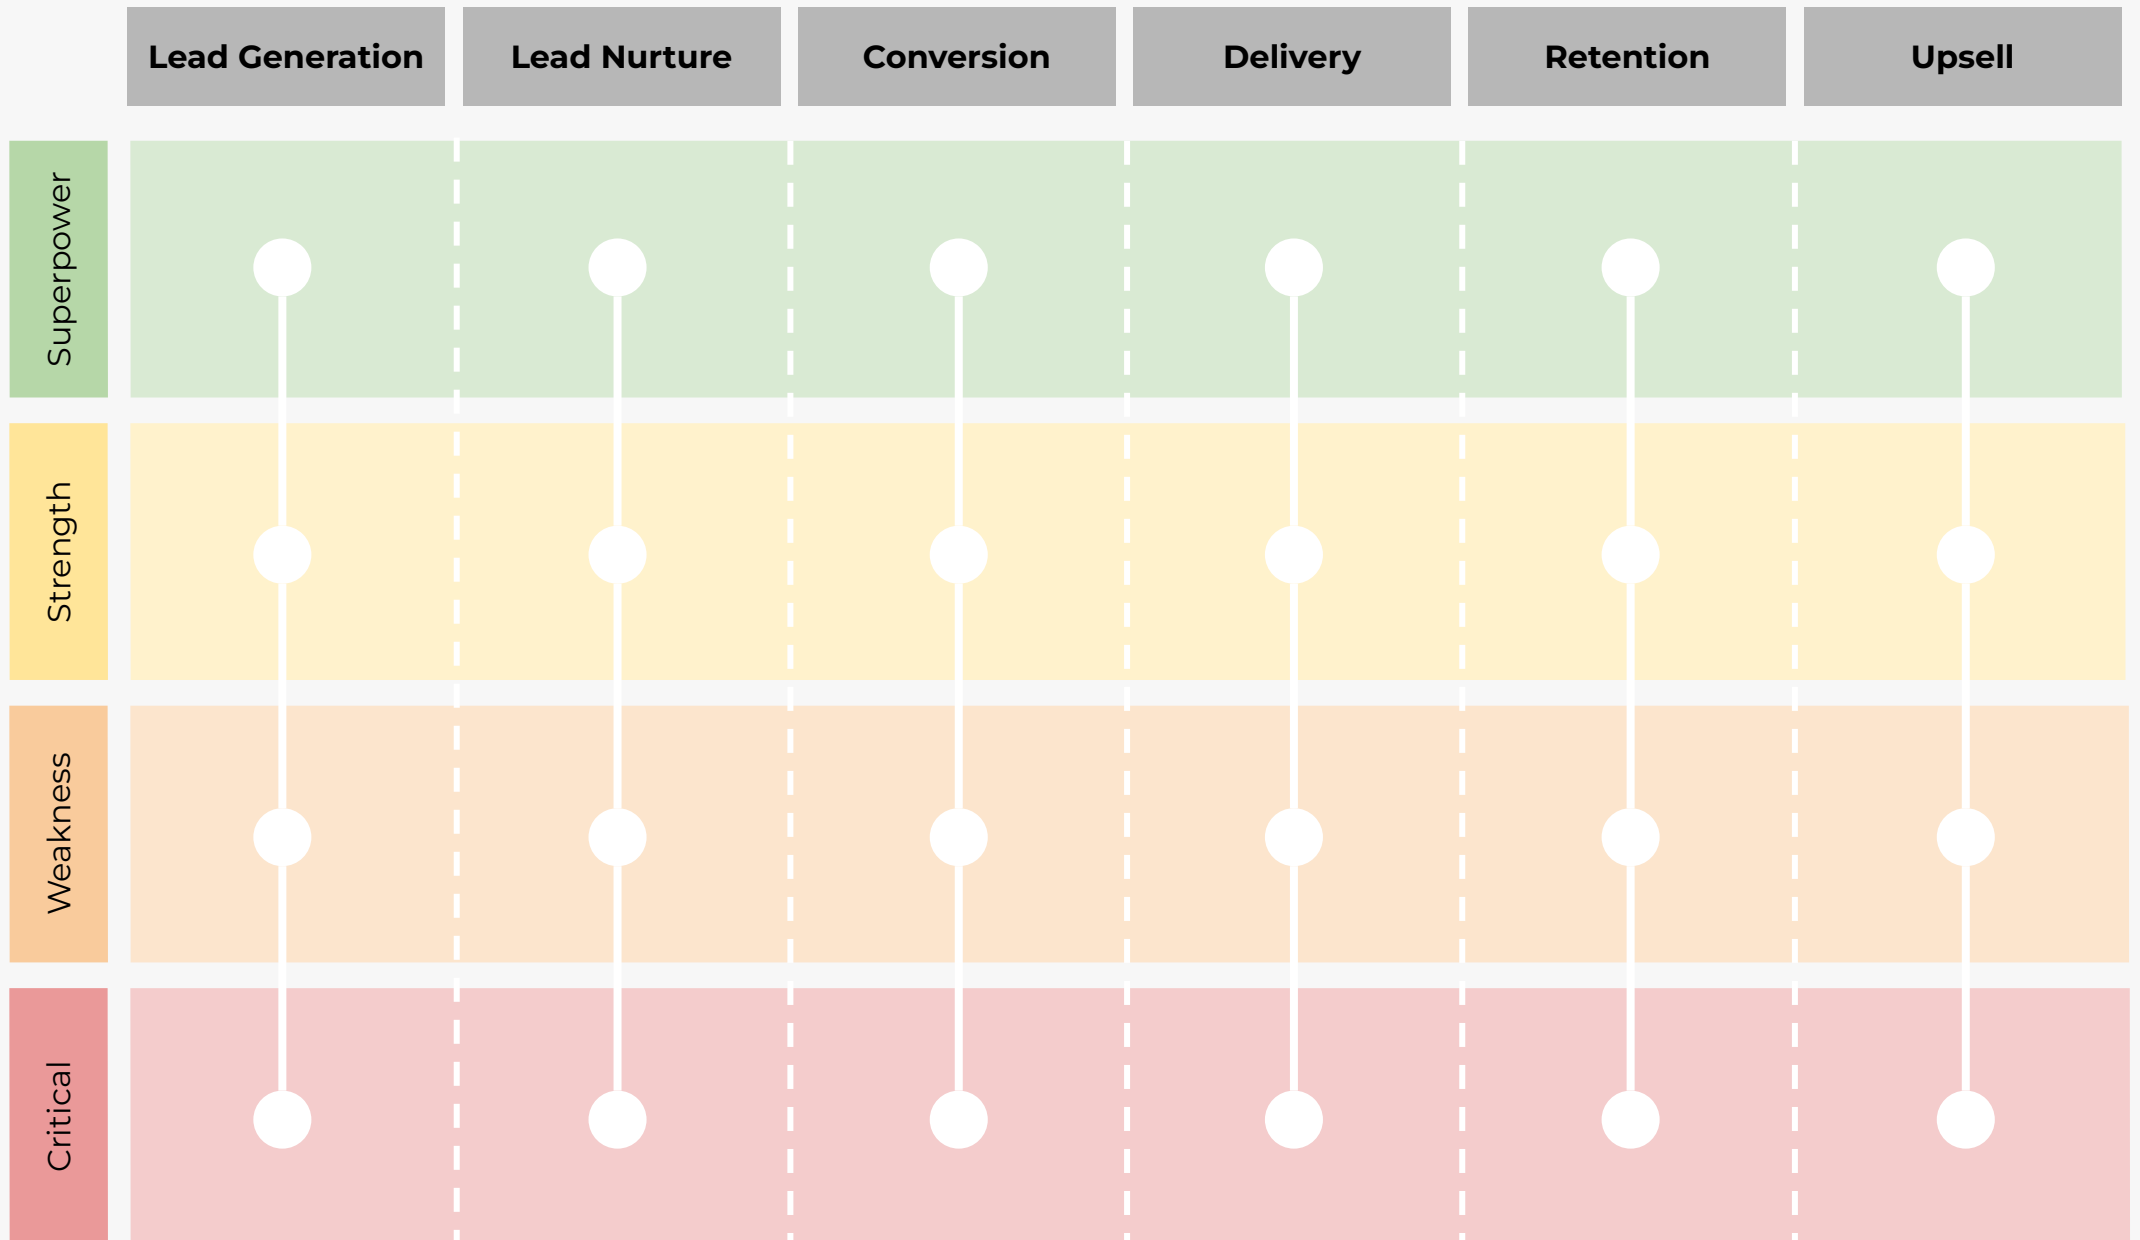 Lead Generation
Lead Nurture
Conversion
Delivery
Retention
Upsell
Superpower
Strength
Weakness
Critical